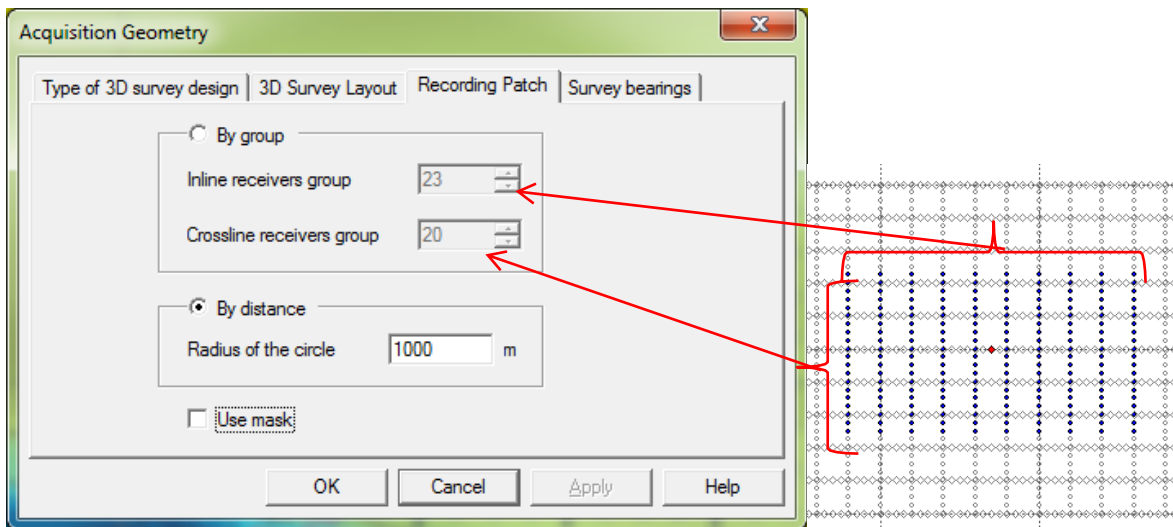 Acquisition Geometry
Type of 3D survey design
3D Survey Layout
Recording Patch
Survey bearings
By group
Inline receivers group
23
Crossline receivers group
20
By distance
Radius of the circle
1000
m
Use mask
OK
Cancel
Apply
Help